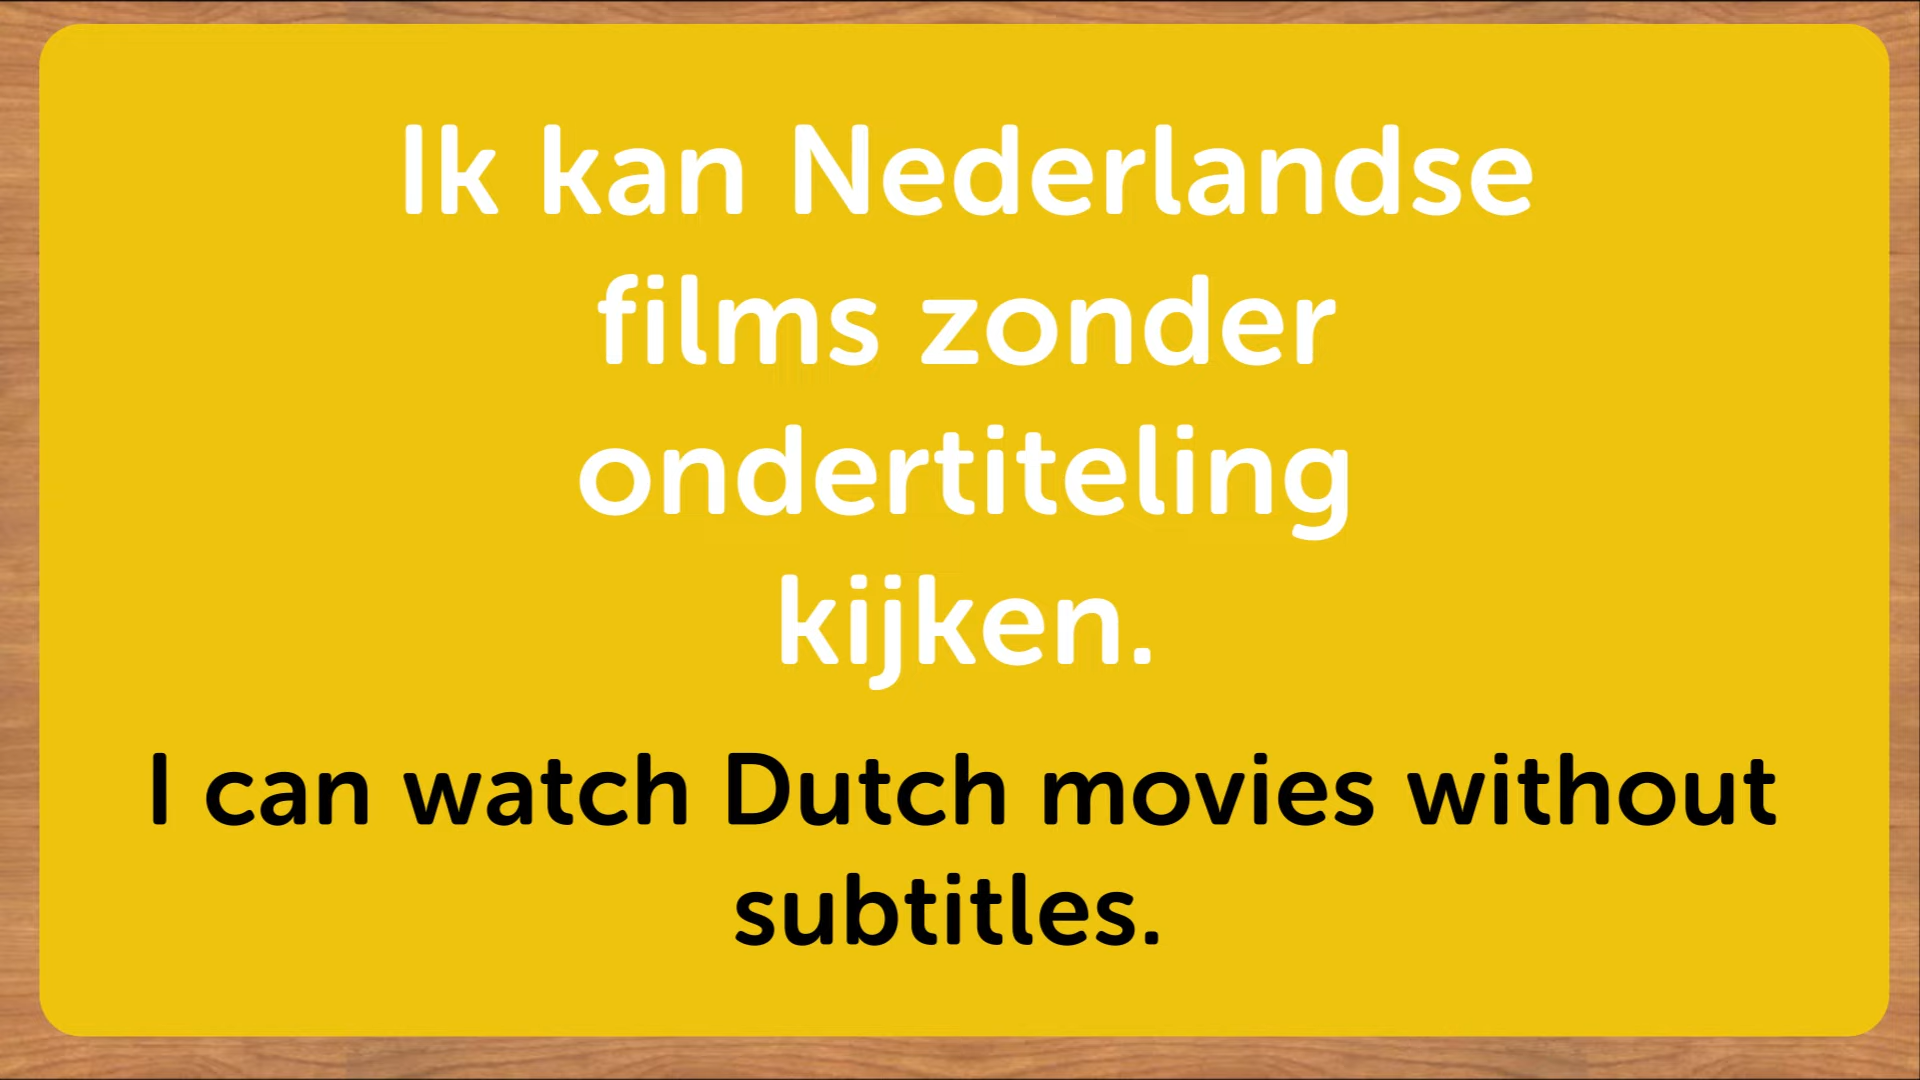 Ik kan Nederlandse
films zonder
ondertiteling
kijken.
I can watch Dutch movies without
subtitles.